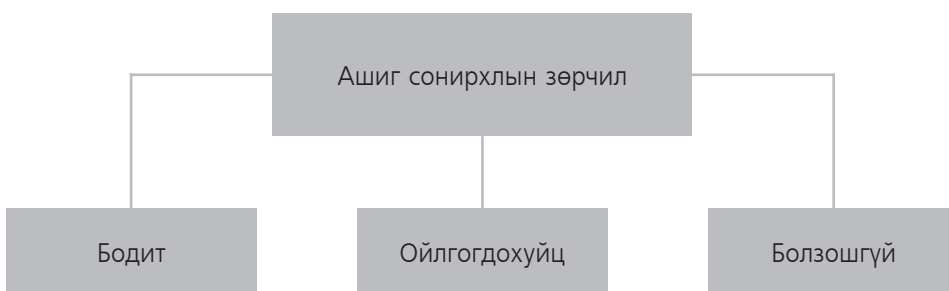 Ашиг сонирхлын зөрчил
Бодит
Ойлгогдохуйц
Болзошгүй